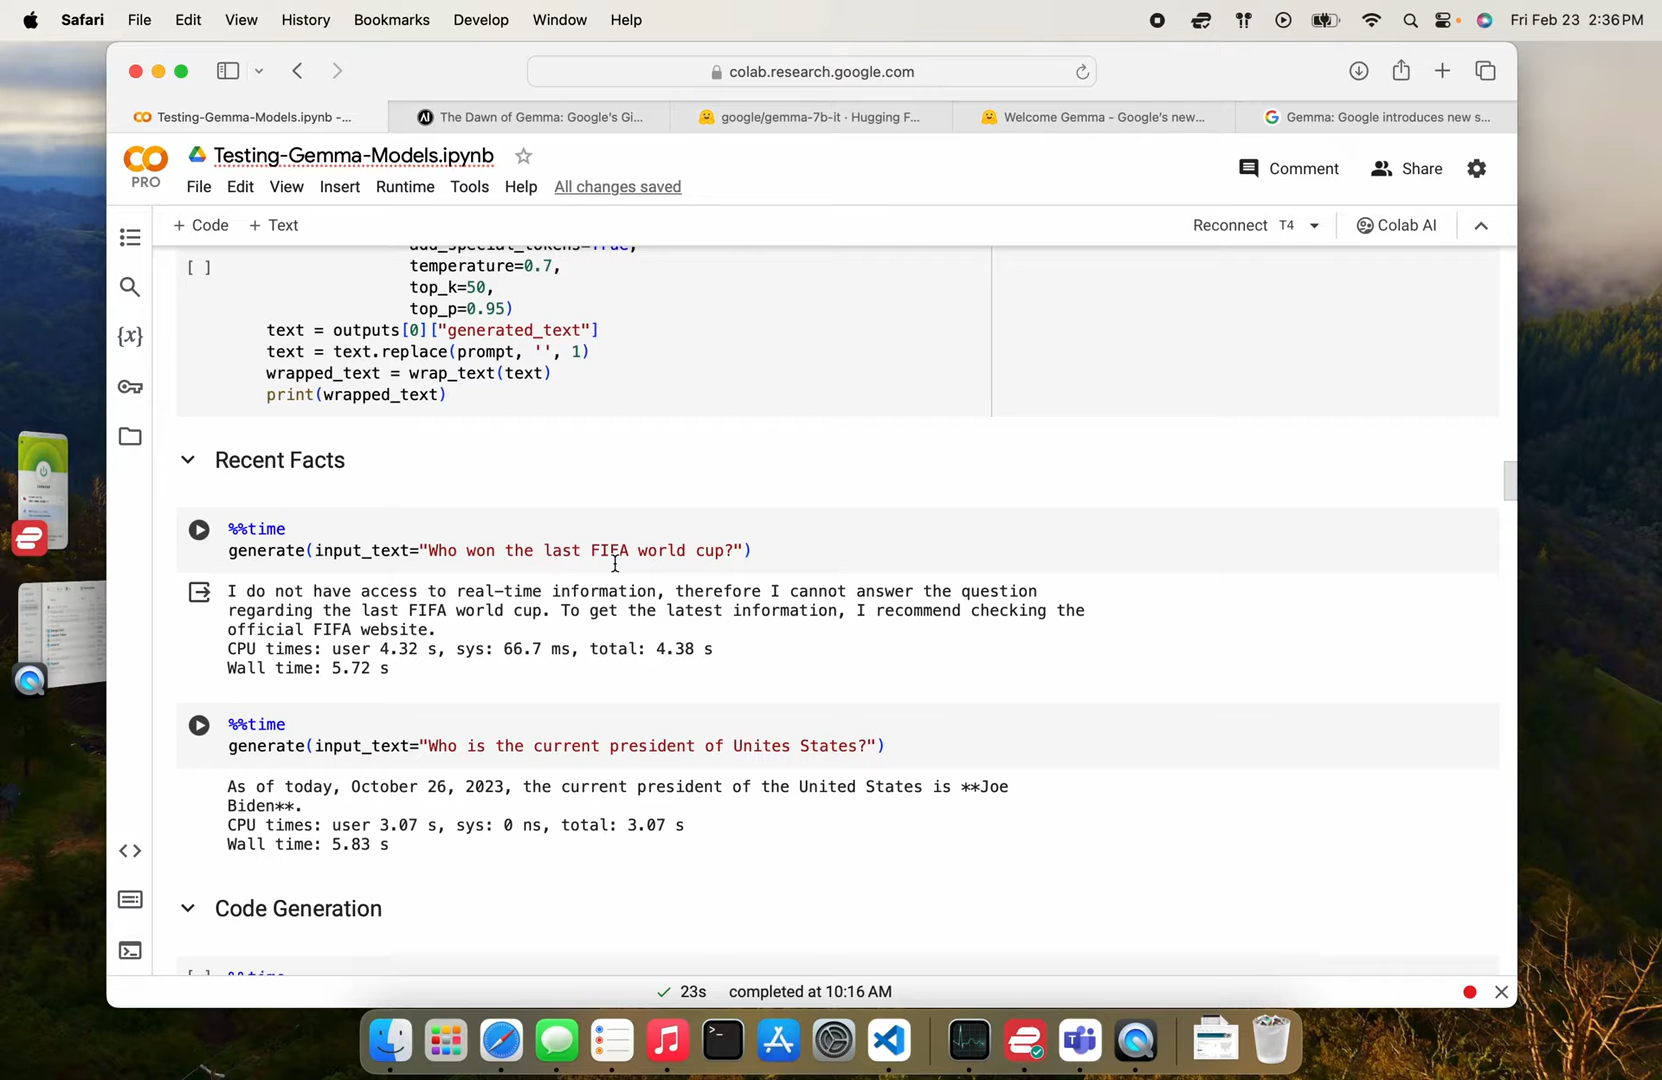 Safari File Edit View History Bookmarks Develop Window Help Fri Feb 23 2:36 PM
colab.research.google.com
Testing-Gemma-Models.ipynb -... The Dawn of Gemma: Google's Gi... google/gemma-7b-it · Hugging F... Welcome Gemma - Google's new... Gemma: Google introduces new s...
PRO Testing-Gemma-Models.ipynb Comment Share
File Edit View Insert Runtime Tools Help All changes saved
+ Code + Text Reconnect T4 Colab AI
add_special_tokens=True,
[ ] temperature=0.7,
top_k=50,
top_p=0.95)
text = outputs[0]["generated_text"]
text = text.replace(prompt, '', 1)
wrapped_text = wrap_text(text)
print(wrapped_text)
Recent Facts
%%time
generate(input_text="Who won the last FIFA world cup?")
I do not have access to real-time information, therefore I cannot answer the question
regarding the last FIFA world cup. To get the latest information, I recommend checking the
official FIFA website.
CPU times: user 4.32 s, sys: 66.7 ms, total: 4.38 s
Wall time: 5.72 s
%%time
generate(input_text="Who is the current president of Unites States?")
As of today, October 26, 2023, the current president of the United States is **Joe
Biden**.
CPU times: user 3.07 s, sys: 0 ns, total: 3.07 s
Wall time: 5.83 s
Code Generation
[ ] %%time
23s completed at 10:16 AM